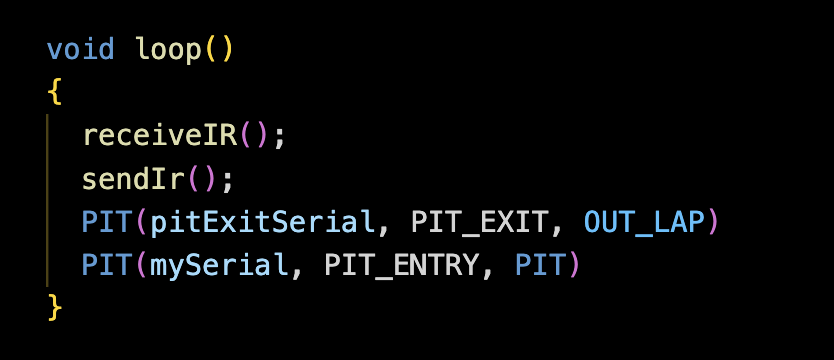 void loop()
{
receiveIR();
sendIr();
PIT(pitExitSerial, PIT_EXIT, OUT_LAP)
PIT(mySerial, PIT_ENTRY, PIT)
}